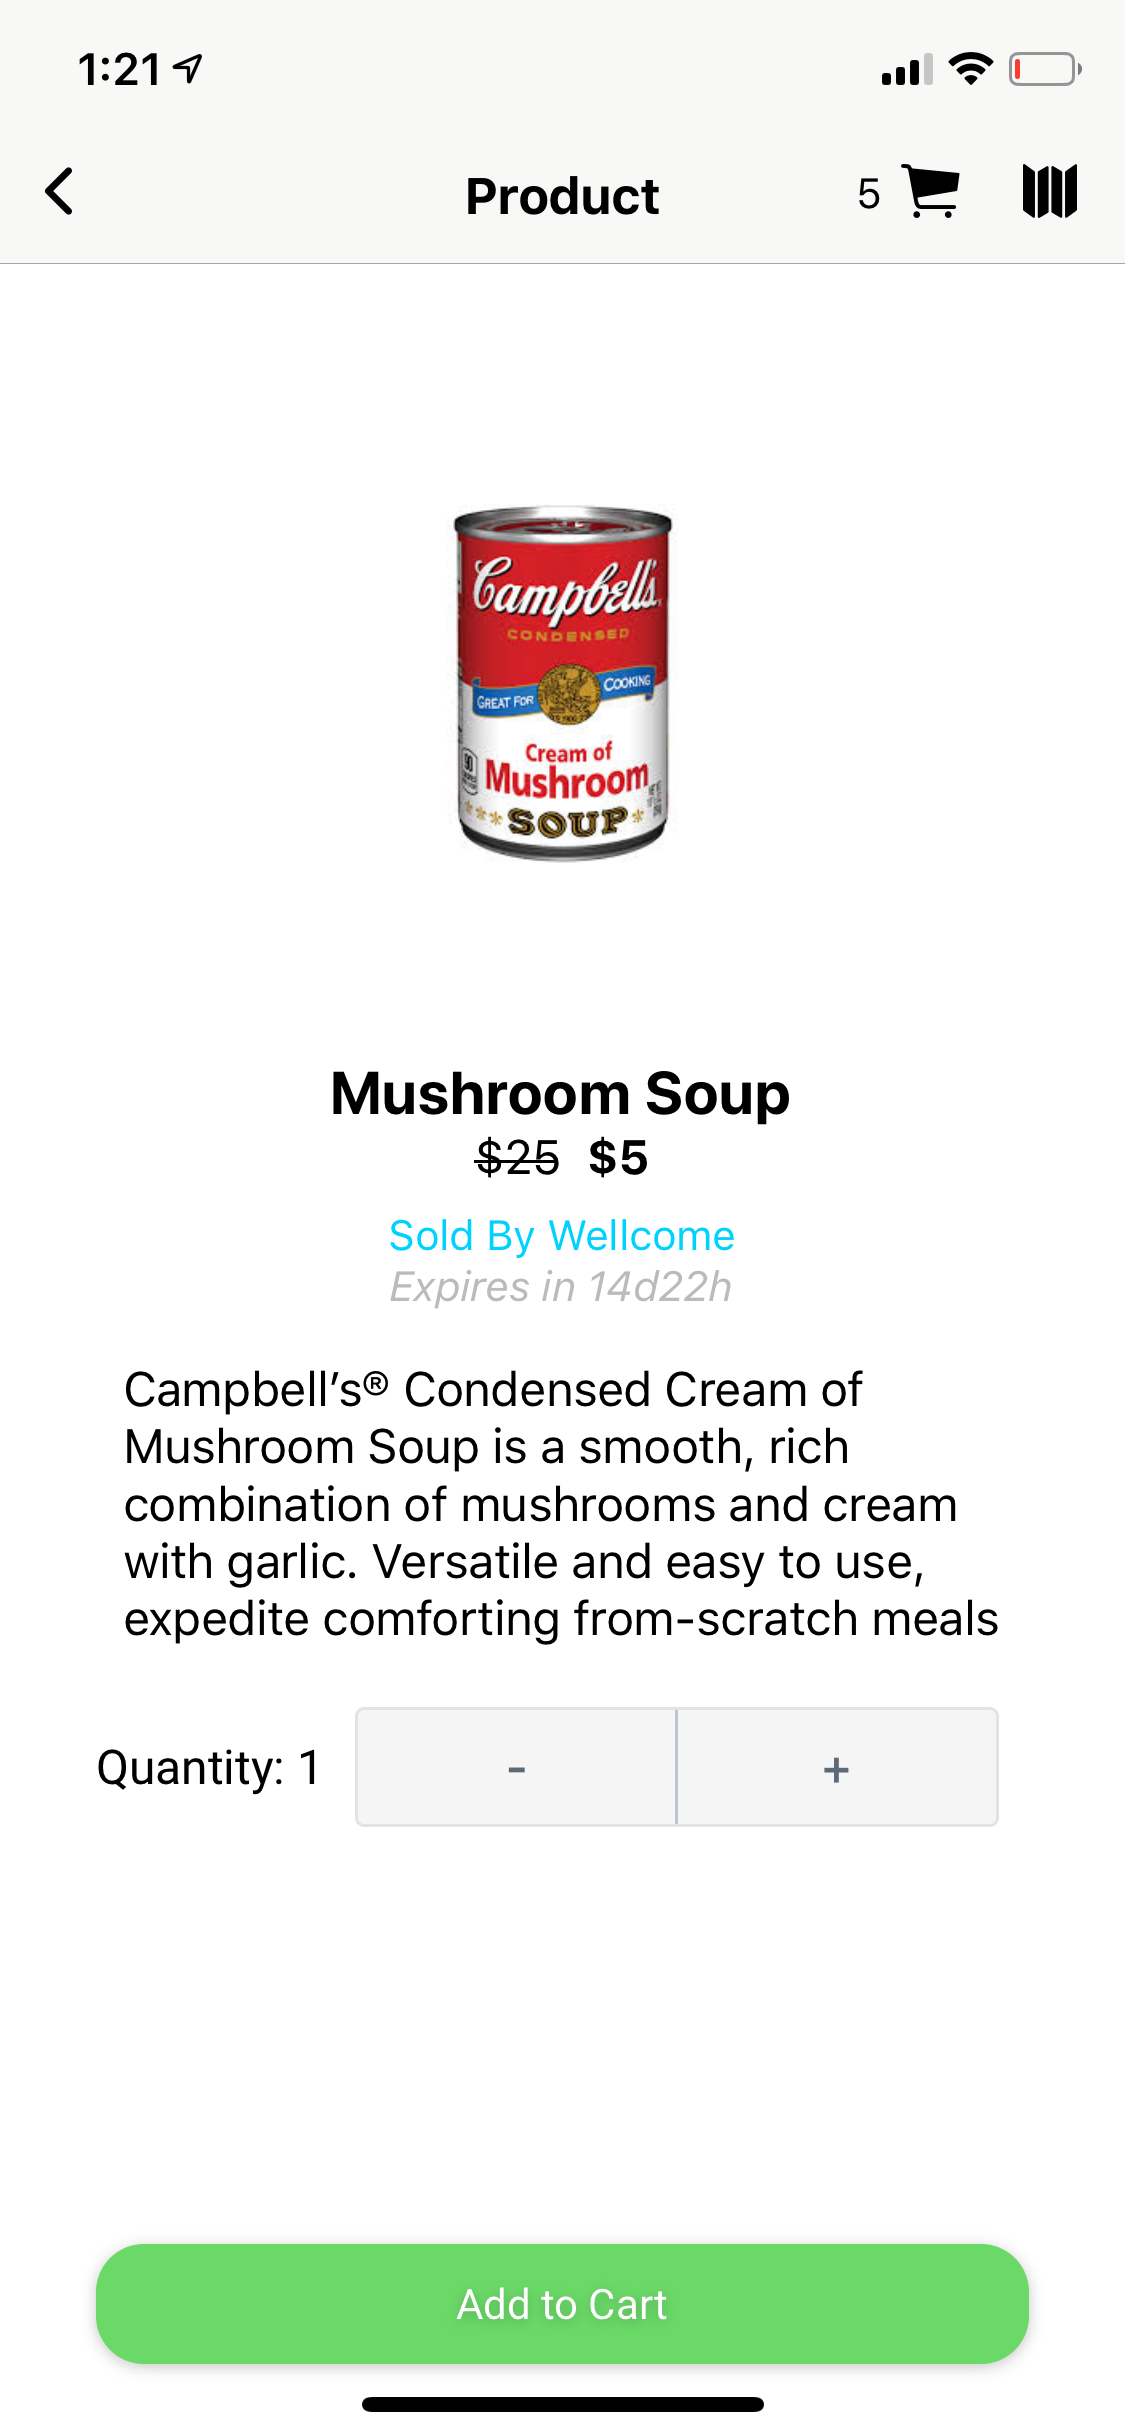 1:21
Product
5
Campbell's
CONDENSED
GREAT FOR COOKING
Cream of
Mushroom
SOUP
Mushroom Soup
$25 $5
Sold By Wellcome
Expires in 14d22h
Campbell’s® Condensed Cream of
Mushroom Soup is a smooth, rich
combination of mushrooms and cream
with garlic. Versatile and easy to use,
expedite comforting from-scratch meals
Quantity: 1
- +
Add to Cart